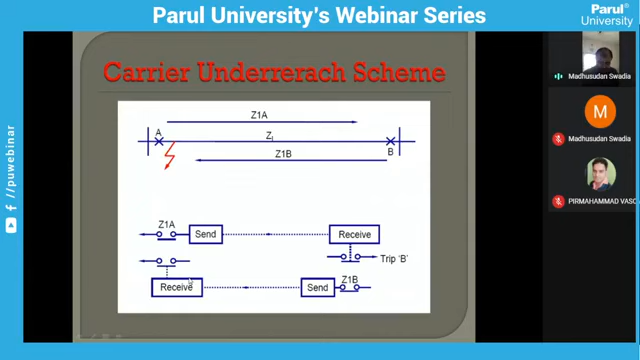 Parul University's Webinar Series
Parul®
University
Carrier Underrerach Scheme
Z1A
A
ZL
Z1B
B
Z1A
Send
Receive
Trip 'B'
Receive
Send
Z1B
/puwebinar
Madhusudan Swadia
M
Madhusudan Swadia
PIRMAHAMMAD VASO